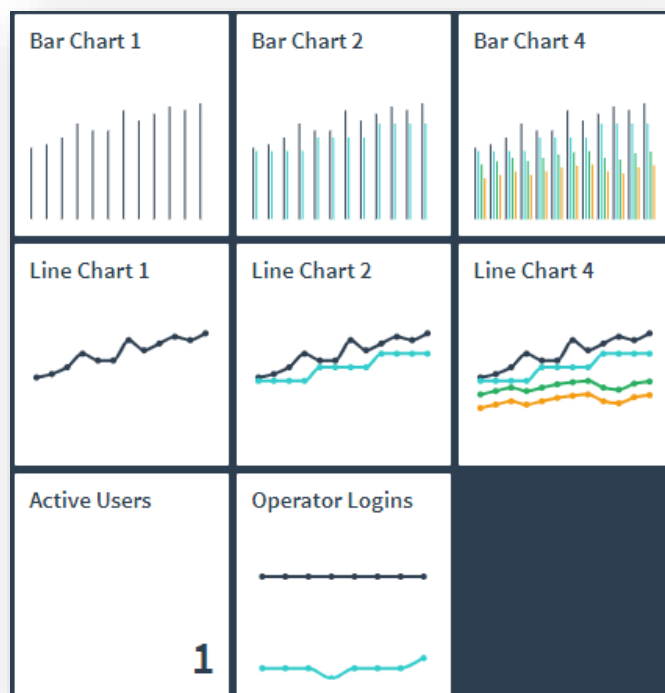 Bar Chart 1
Bar Chart 2
Bar Chart 4
Line Chart 1
Line Chart 2
Line Chart 4
Active Users
1
Operator Logins